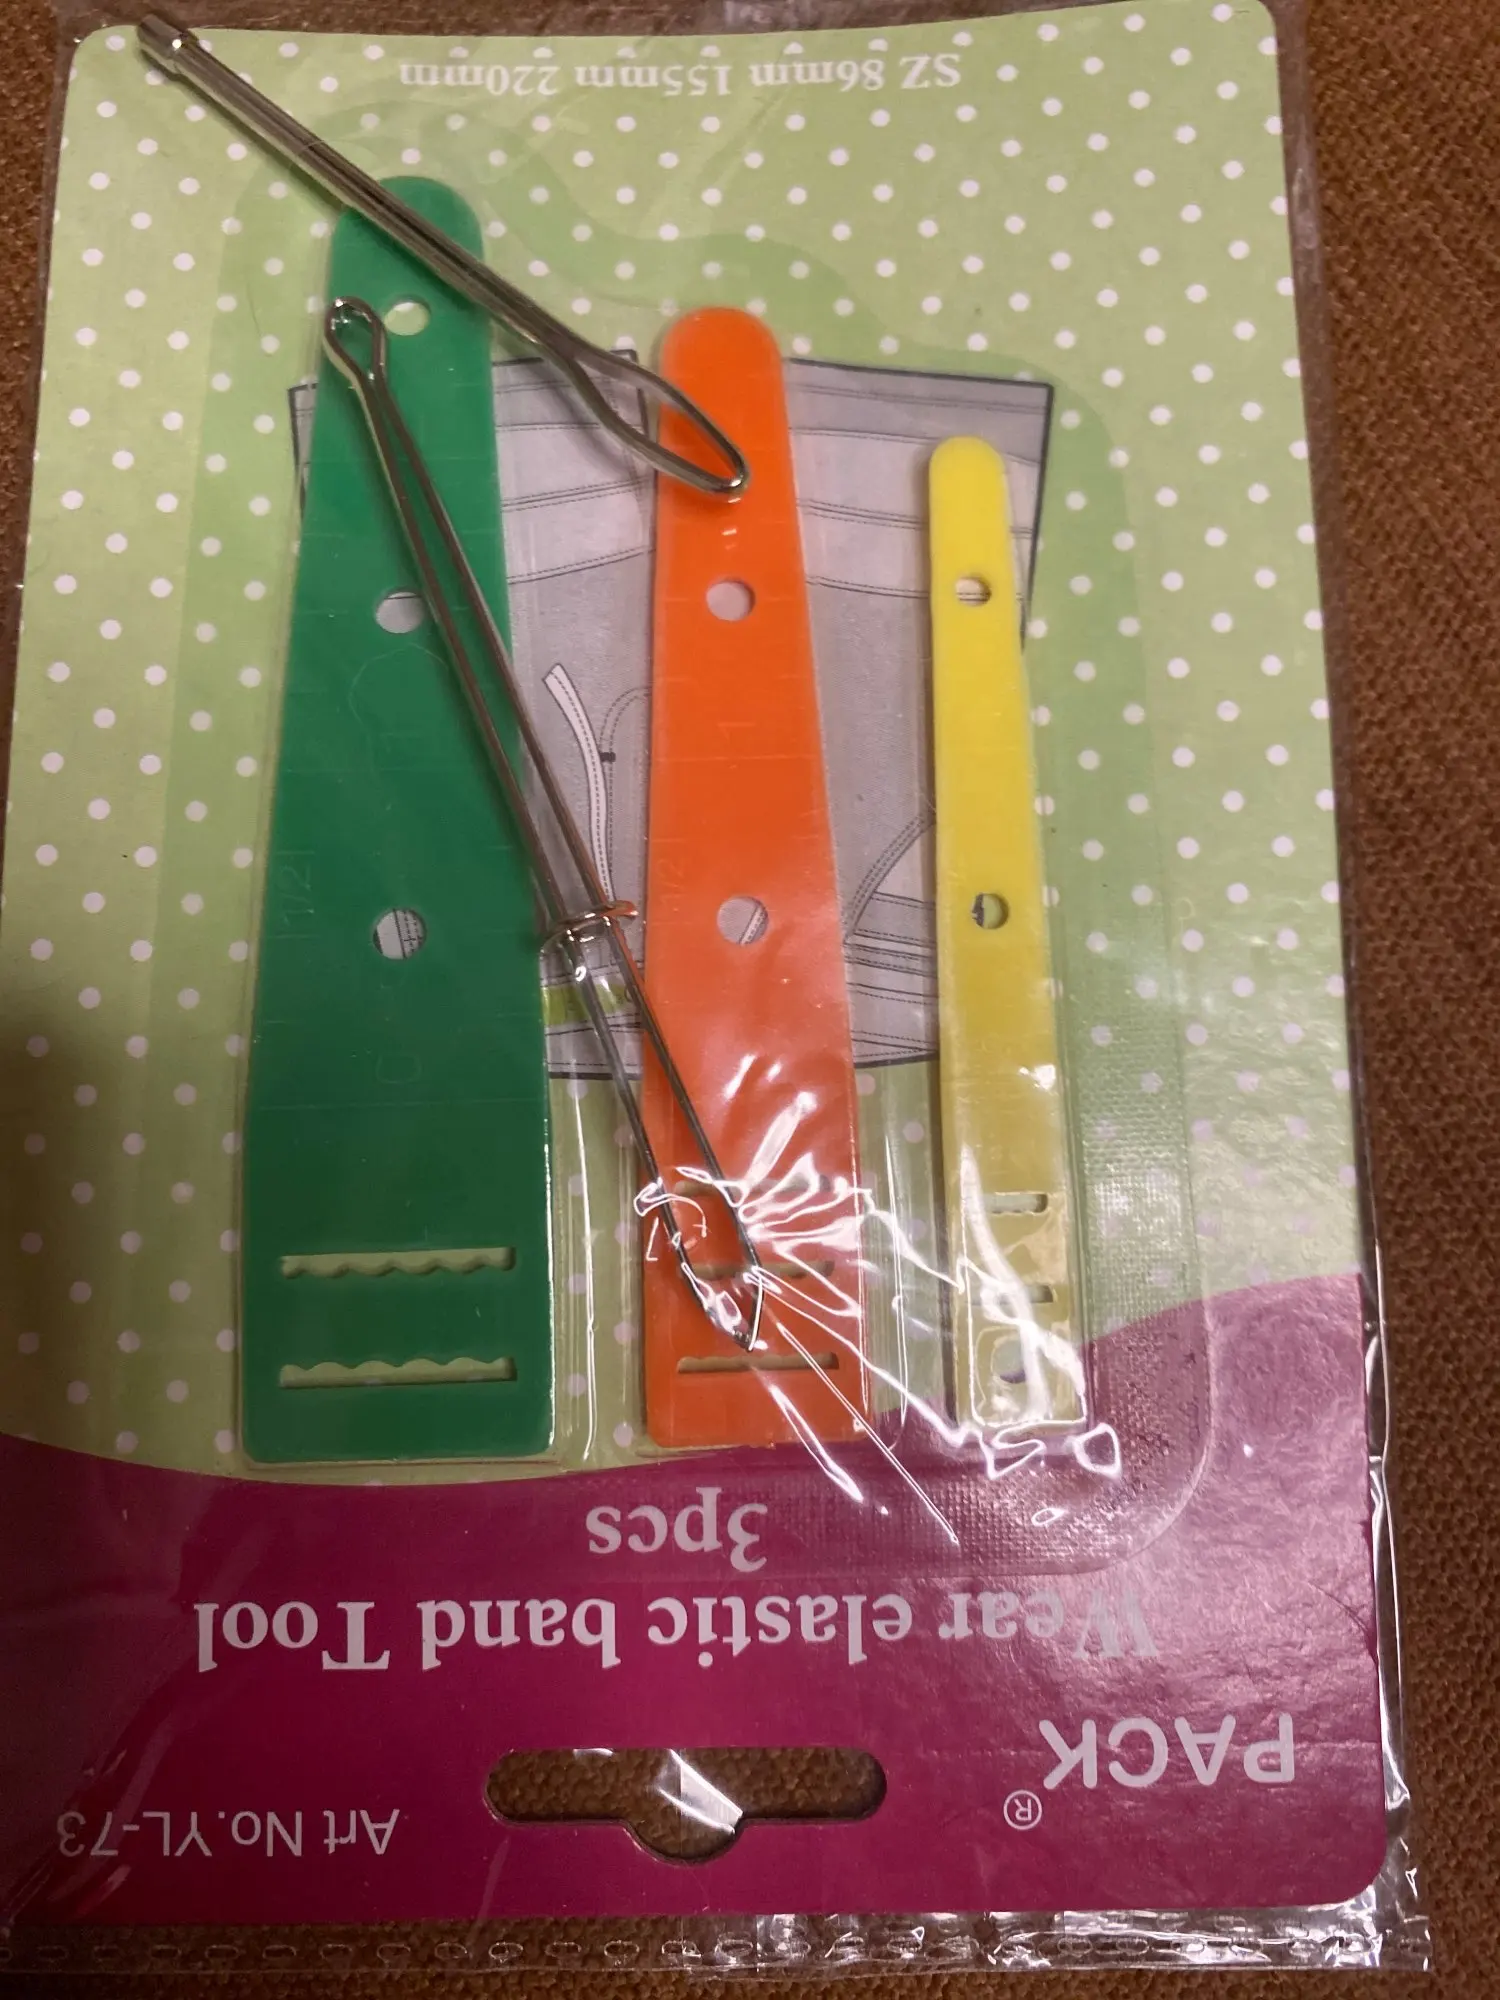 PACK®
Art No.YL-73
Wear elastic band Tool
3pcs
SZ 86mm 155mm 220mm